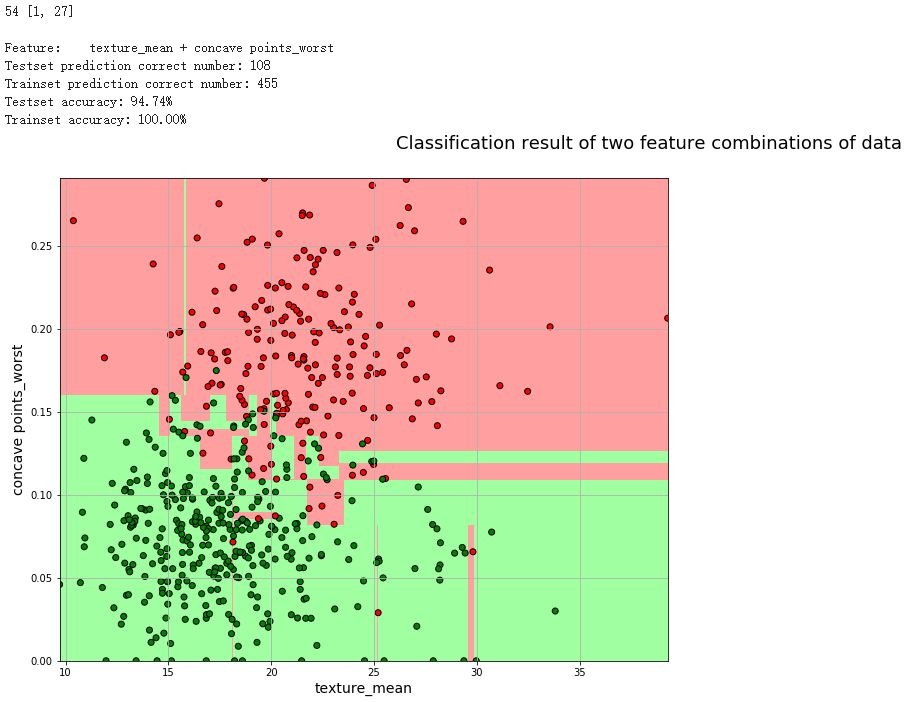 54 [1, 27]
Feature: texture_mean + concave points_worst
Testset prediction correct number: 108
Trainset prediction correct number: 455
Testset accuracy: 94.74%
Trainset accuracy: 100.00%
Classification result of two feature combinations of data
0.25
0.20
0.15
0.10
0.05
0.00
concave points_worst
10 15 20 25 30 35
texture_mean